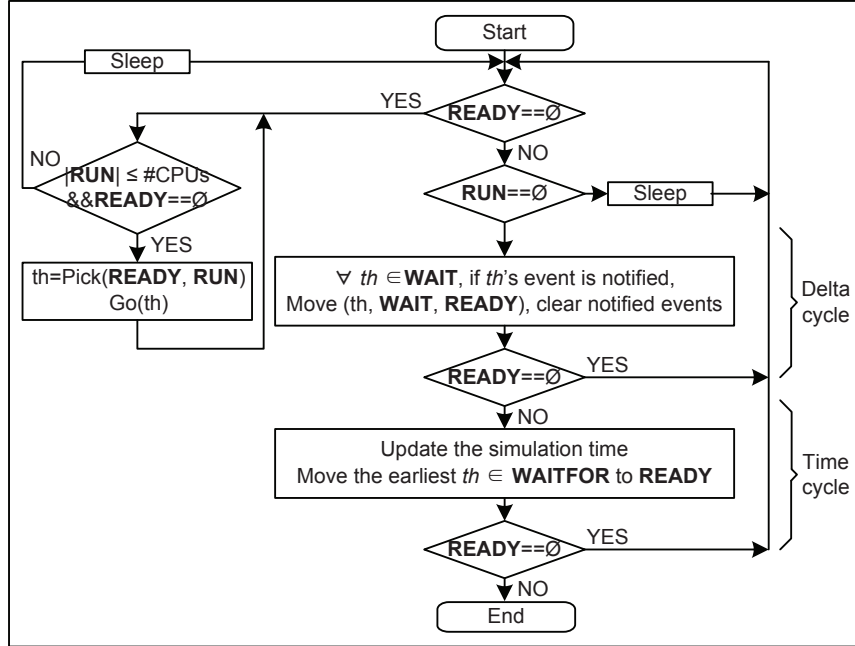 Start
Sleep
YES
READY==Ø
NO
NO
|RUN| ≤ #CPUs
&&READY==Ø
RUN==Ø
Sleep
YES
th=Pick(READY, RUN)
Go(th)
∀ th ∈ WAIT, if th's event is notified,
Move (th, WAIT, READY), clear notified events
Delta
cycle
READY==Ø
YES
NO
Update the simulation time
Move the earliest th ∈ WAITFOR to READY
Time
cycle
READY==Ø
YES
NO
End